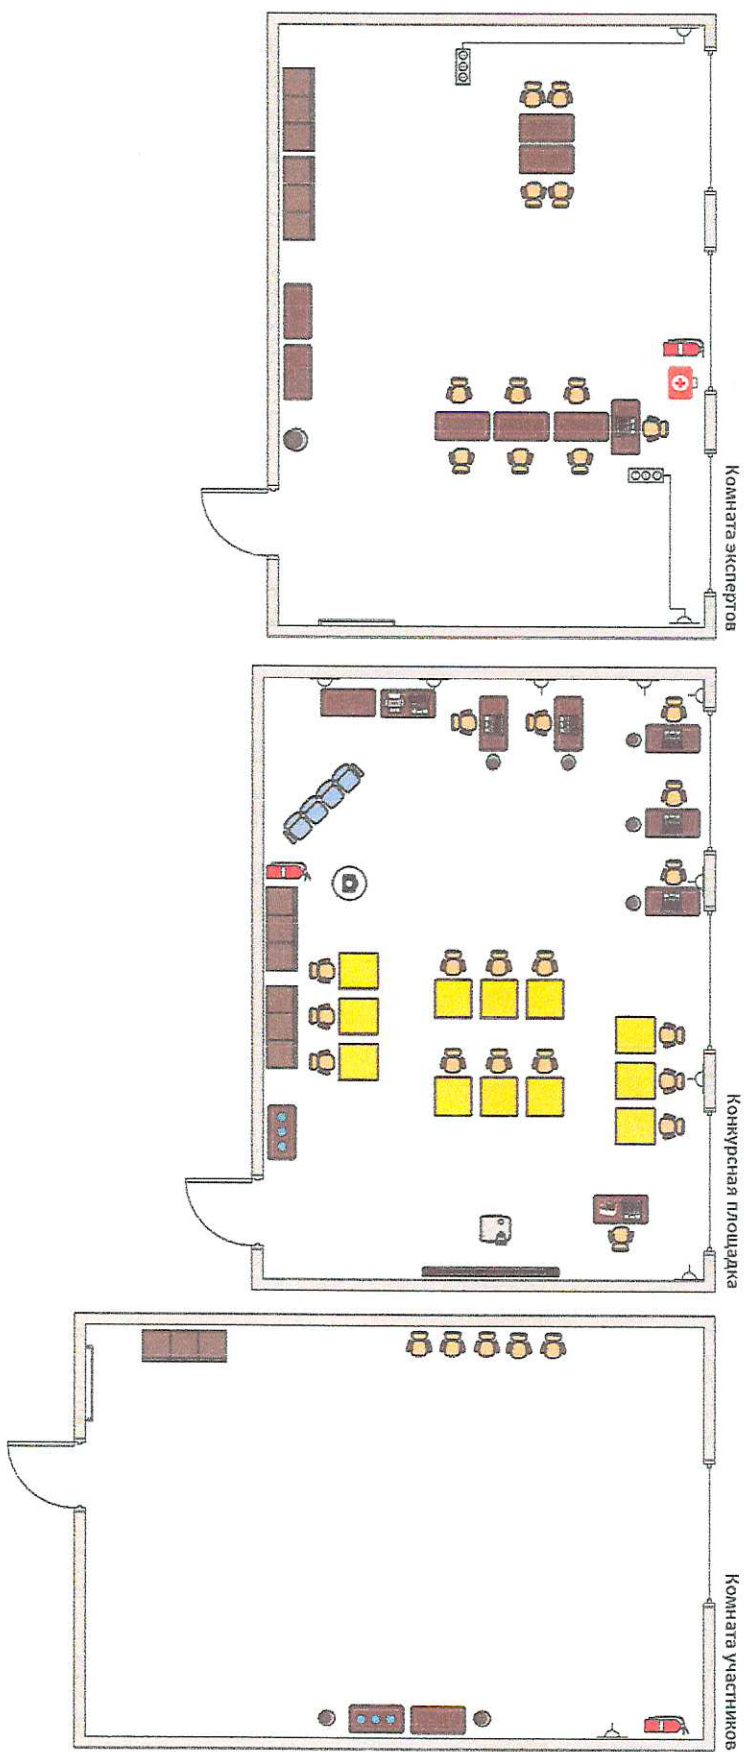 Комната экспертов
Конкурсная площадка
Комната участников